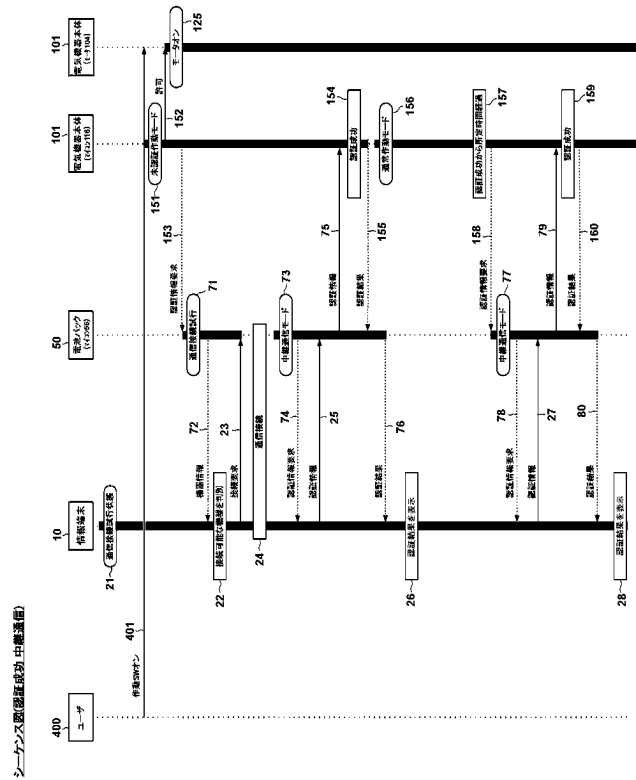 シーケンス図(認証成功 中継通信)
400
ユーザ
10
情報端末
50
電池パック
(マイコン56)
101
電気機器本体
(マイコン116)
101
電気機器本体
(モータ104)
21
通信接続試行状態
401
作動SWオン
151
未認証作動モード
152
許可
モータオン
125
153
認証情報要求
通信接続試行
71
72
機器情報
22
接続可能な機種を判別
23
接続要求
24
通信接続
中継通信モード
73
74
認証情報要求
25
認証情報
75
認証情報
認証成功
154
155
認証結果
76
認証結果
通常作動モード
156
26
認証結果を表示
認証成功から所定時間経過
157
158
認証情報要求
中継通信モード
77
78
認証情報要求
27
認証情報
79
認証情報
認証成功
159
160
認証結果
80
認証結果
28
認証結果を表示